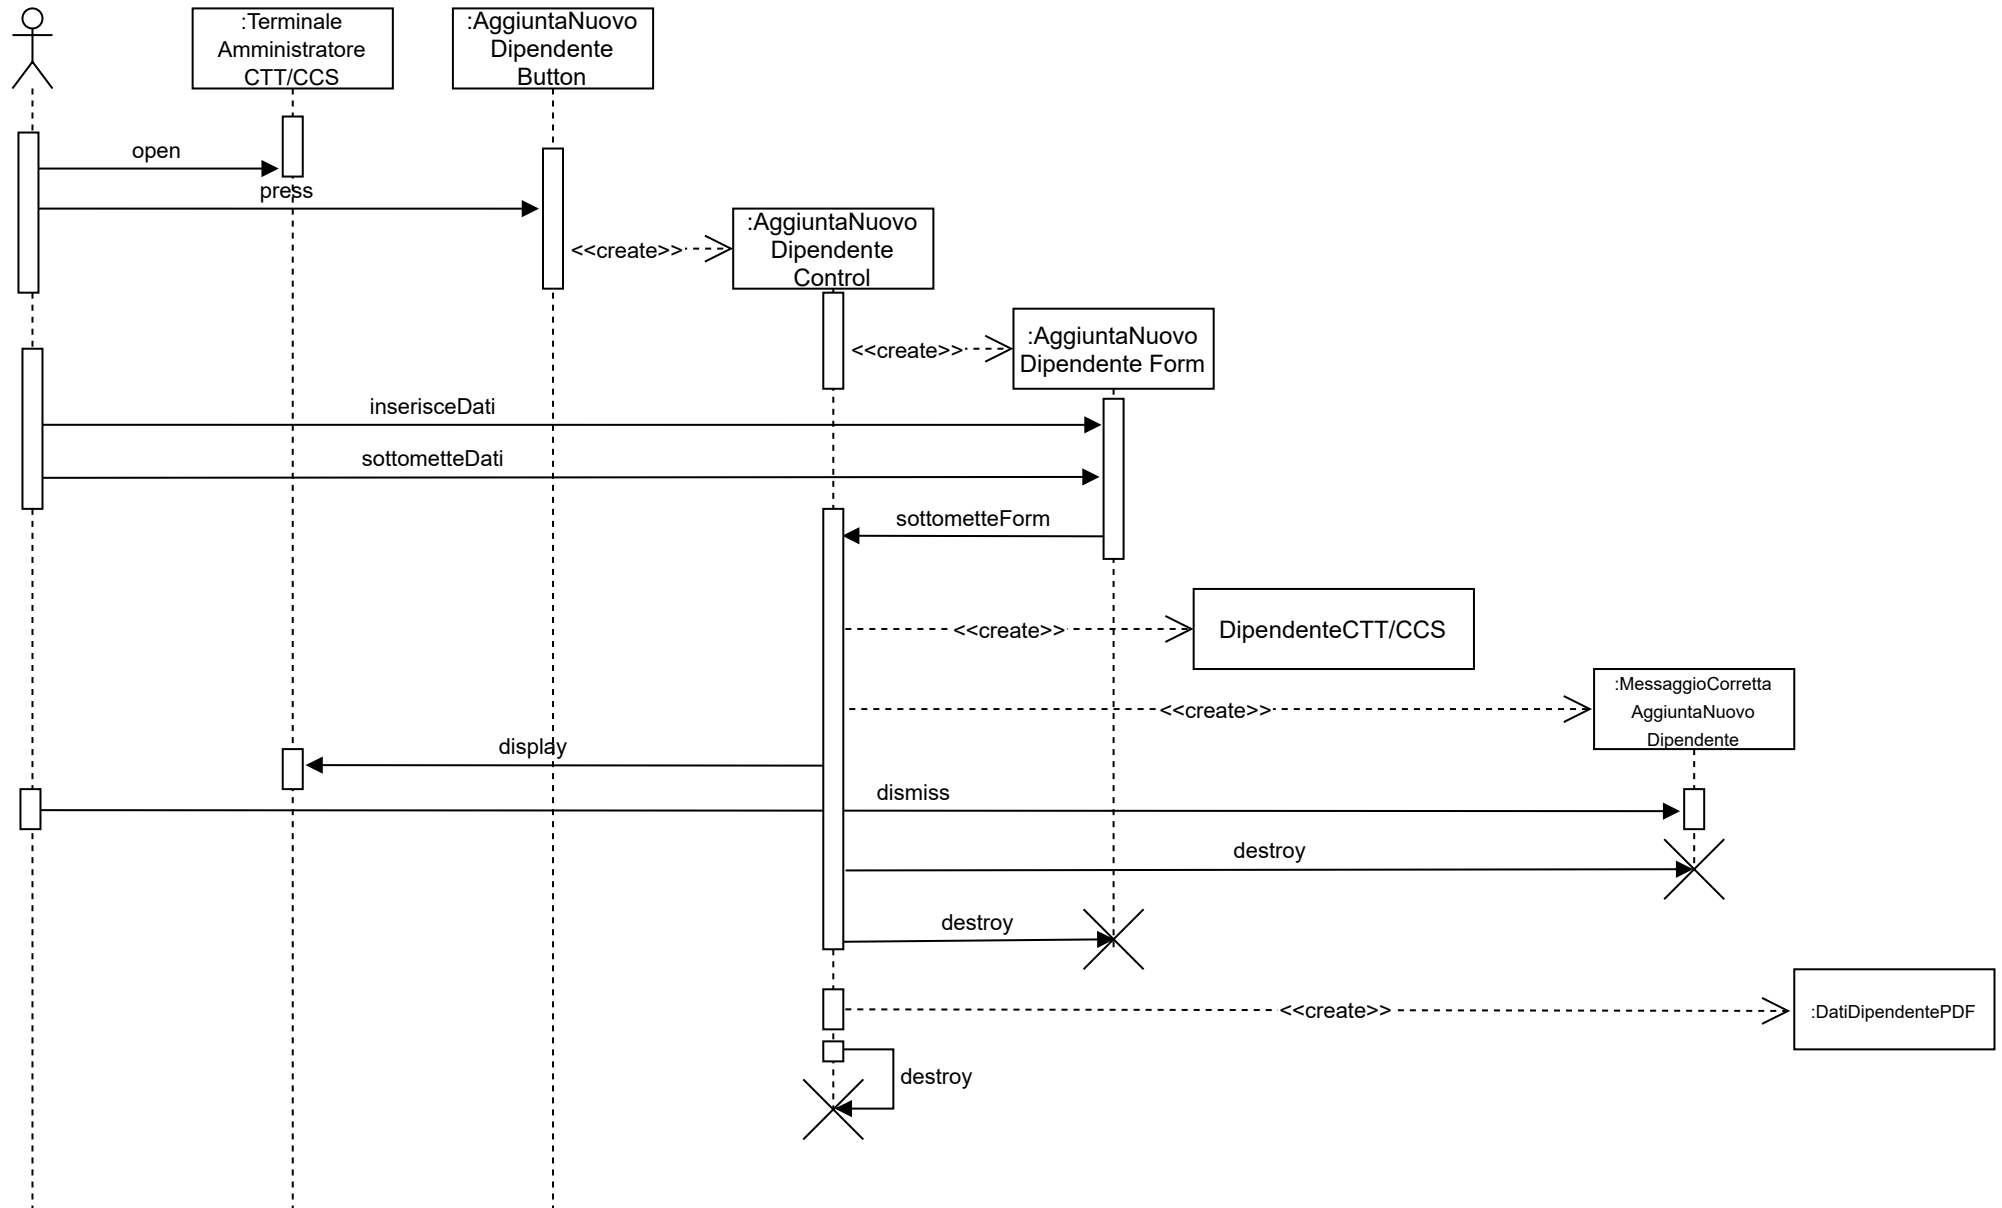 :Terminale
Amministratore
CTT/CCS
:AggiuntaNuovo
Dipendente
Button
open
press
<<create>>
:AggiuntaNuovo
Dipendente
Control
<<create>>
:AggiuntaNuovo
Dipendente Form
inserisceDati
sottometteDati
sottometteForm
<<create>>
DipendenteCTT/CCS
<<create>>
:MessaggioCorretta
AggiuntaNuovo
Dipendente
display
dismiss
destroy
destroy
<<create>>
:DatiDipendentePDF
destroy